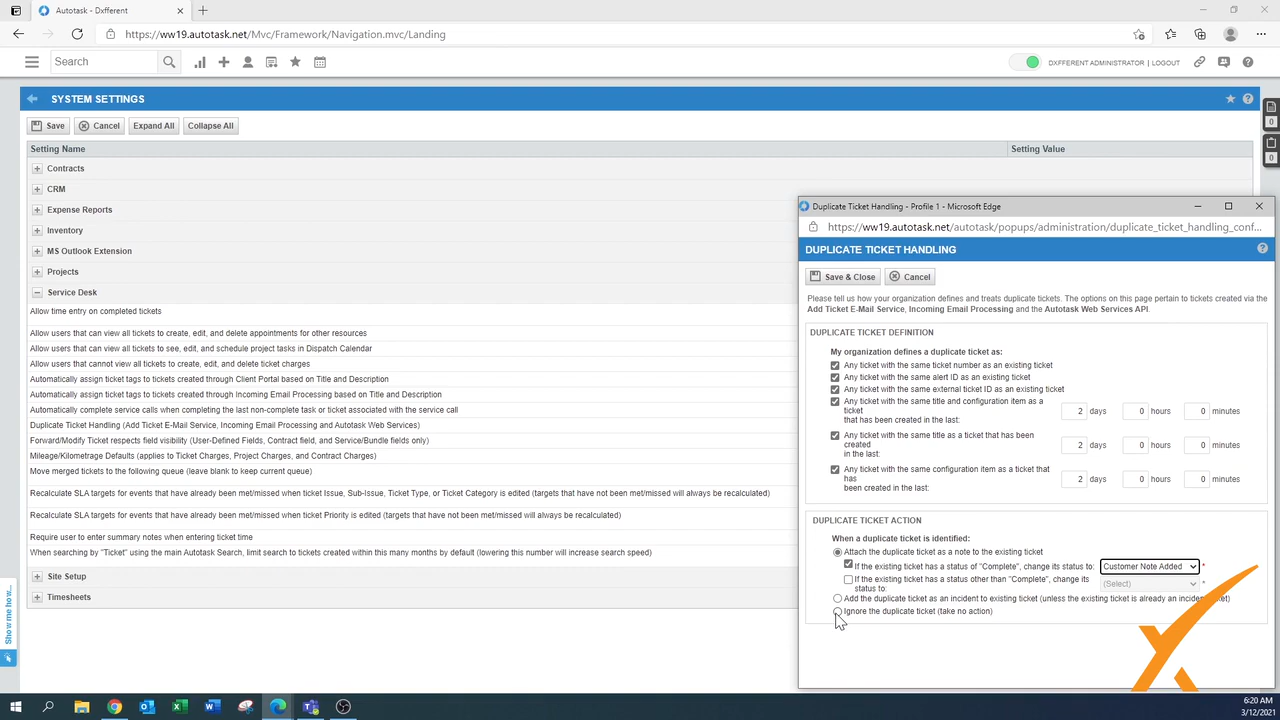 Autotask - Dxfferent
https://ww19.autotask.net/Mvc/Framework/Navigation.mvc/Landing
Search
DXFFERENT ADMINISTRATOR | LOGOUT
SYSTEM SETTINGS
Save
Cancel
Expand All
Collapse All
Setting Name
Setting Value
Contracts
CRM
Expense Reports
Inventory
MS Outlook Extension
Projects
Service Desk
Allow time entry on completed tickets
Allow users that can view all tickets to create, edit, and delete appointments for other resources
Allow users that can view all tickets to see, edit, and schedule project tasks in Dispatch Calendar
Allow users that cannot view all tickets to create, edit, and delete ticket charges
Automatically assign ticket tags to tickets created through Client Portal based on Title and Description
Automatically assign ticket tags to tickets created through Incoming Email Processing based on Title and Description
Automatically complete service calls when completing the last non-complete task or ticket associated with the service call
Duplicate Ticket Handling (Add Ticket E-Mail Service, Incoming Email Processing and Autotask Web Services)
Forward/Modify Ticket respects field visibility (User-Defined Fields, Contract field, and Service/Bundle fields only)
Mileage/Kilometrage Defaults (applies to Ticket Charges, Project Charges, and Contract Charges)
Move merged tickets to the following queue (leave blank to keep current queue)
Recalculate SLA targets for events that have already been met/missed when ticket Issue, Sub-Issue, Ticket Type, or Ticket Category is edited (targets that have not been met/missed will always be recalculated)
Recalculate SLA targets for events that have already been met/missed when ticket Priority is edited (targets that have not been met/missed will always be recalculated)
Require user to enter summary notes when entering ticket time
When searching by "Ticket" using the main Autotask Search, limit search to tickets created within this many months by default (lowering this number will increase search speed)
Site Setup
Timesheets
Show me how...
0
0
Duplicate Ticket Handling - Profile 1 - Microsoft Edge
https://ww19.autotask.net/autotask/popups/administration/duplicate_ticket_handling_conf...
DUPLICATE TICKET HANDLING
Save & Close
Cancel
Please tell us how your organization defines and treats duplicate tickets. The options on this page pertain to tickets created via the
Add Ticket E-Mail Service, Incoming Email Processing and the Autotask Web Services API.
DUPLICATE TICKET DEFINITION
My organization defines a duplicate ticket as:
Any ticket with the same ticket number as an existing ticket
Any ticket with the same alert ID as an existing ticket
Any ticket with the same external ticket ID as an existing ticket
Any ticket with the same title and configuration item as a
ticket
that has been created in the last:
2 days 0 hours 0 minutes
Any ticket with the same title as a ticket that has been
created
in the last:
2 days 0 hours 0 minutes
Any ticket with the same configuration item as a ticket that
has
been created in the last:
2 days 0 hours 0 minutes
DUPLICATE TICKET ACTION
When a duplicate ticket is identified:
Attach the duplicate ticket as a note to the existing ticket
If the existing ticket has a status of "Complete", change its status to: Customer Note Added *
If the existing ticket has a status other than "Complete", change its
status to:
(Select) *
Add the duplicate ticket as an incident to existing ticket (unless the existing ticket is already an incident ticket)
Ignore the duplicate ticket (take no action)
6:20 AM
3/12/2021